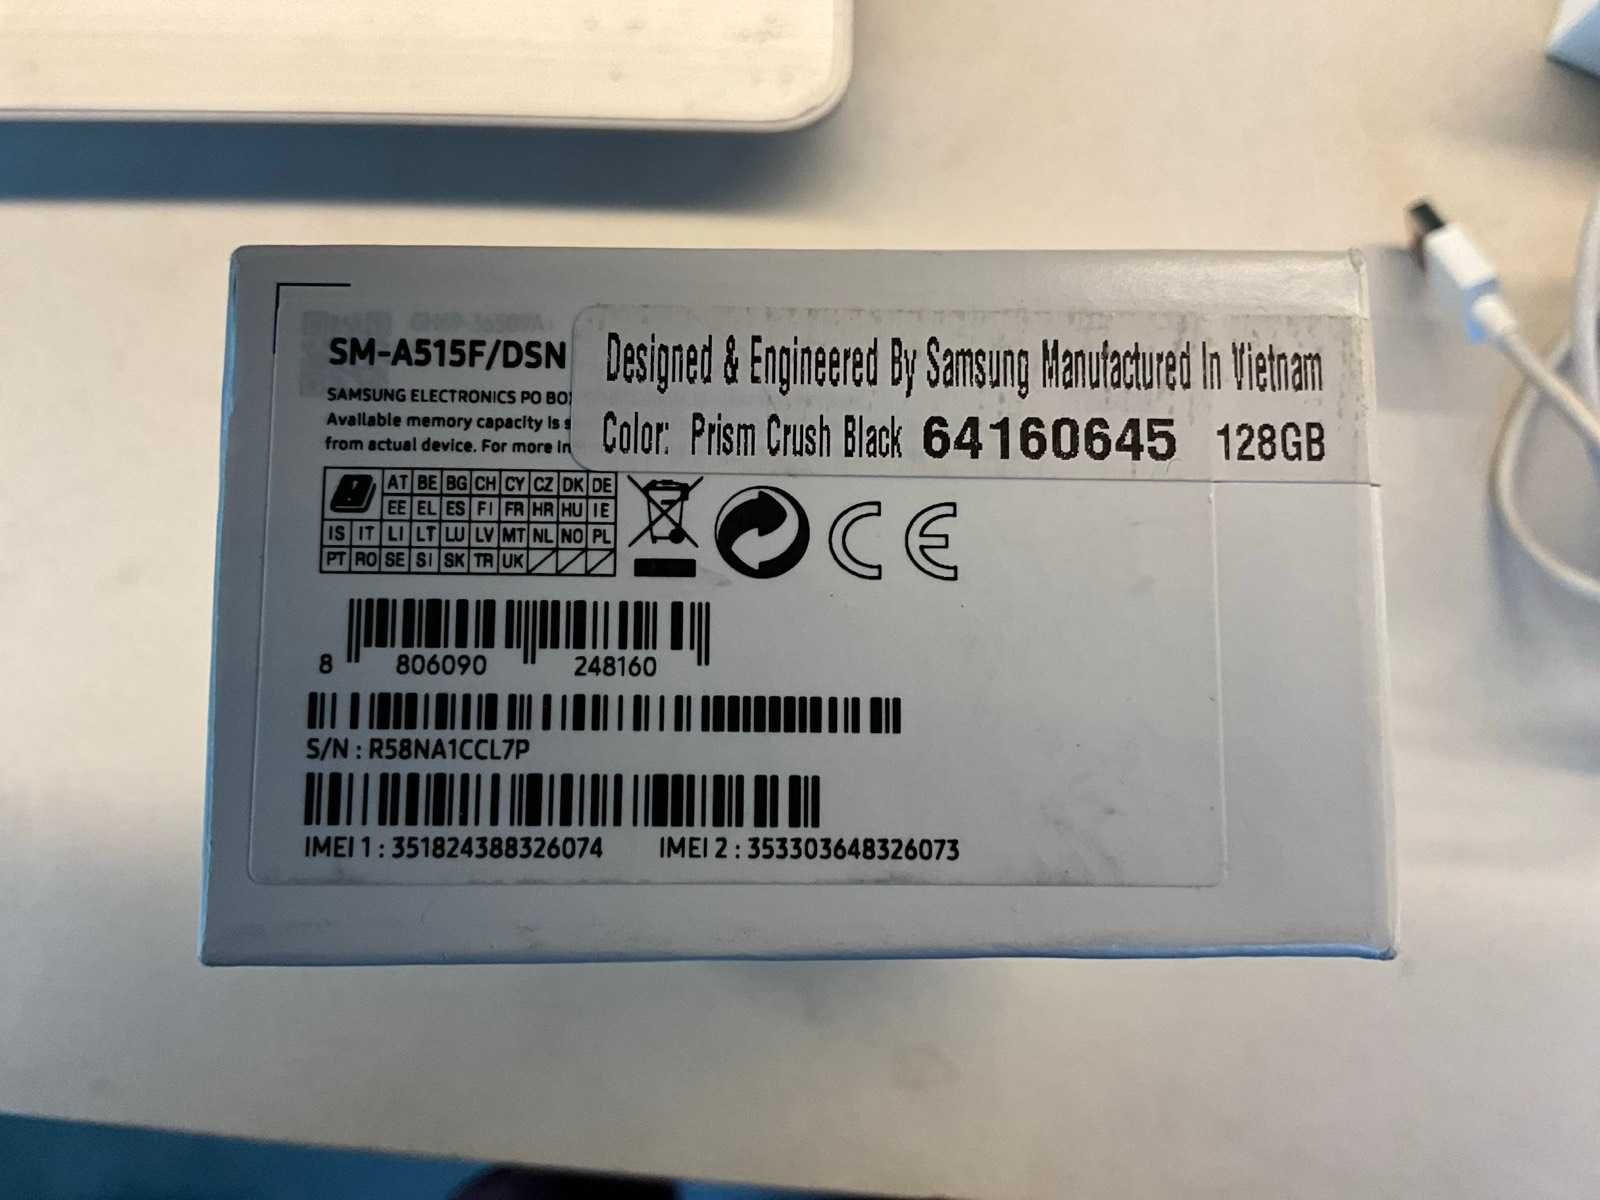 SM-A515F/DSN
Designed & Engineered By Samsung Manufactured In Vietnam
Color: Prism Crush Black 64160645 128GB
SAMSUNG ELECTRONICS PO BO
Available memory capacity is
from actual device. For more
AT BE BG CH CY CZ DK DE
EE EL ES FI FR HR HU IE
IS IT LI LT LU LV MT NL NO PL
PT RO SE SI SK TR UK
CE
8 806090 248160
S/N : R58NA1CCL7P
IMEI 1 : 351824388326074 IMEI 2 : 353303648326073